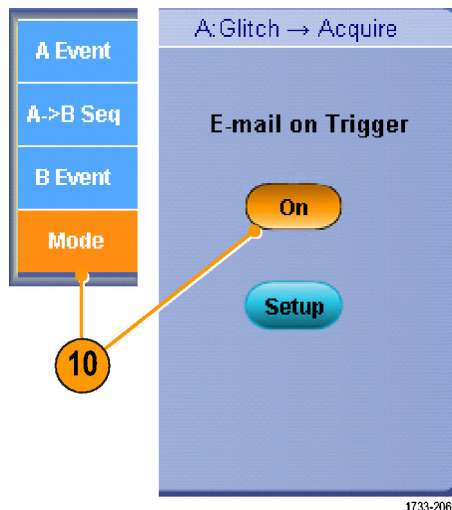 A Event
A->B Seq
B Event
Mode
10
A:Glitch → Acquire
E-mail on Trigger
On
Setup
1733-206